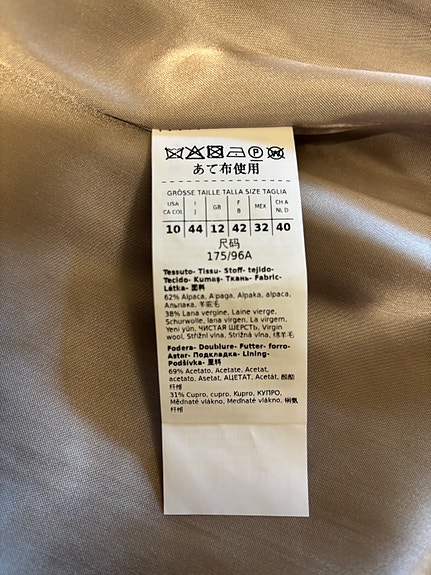 あて布使用
GRÖSSE TAILLE TALLA SIZE TAGLIA
USA CA COL | I J | GB | F B | MEX | CH A NL D
10 | 44 | 12 | 42 | 32 | 40
尺码
175/96A
Tessuto- Tissu- Stoff- tejido-
Tecido- Kumaş- Ткань- Fabric-
Látka- 面料
62% Alpaca, A'paga, Alpaka, alpaca,
Альпака, 羊驼毛
38% Lana vergine, Laine vierge,
Schurwolle, lana virgen, La virgem,
Yeni yün, ЧИСТАЯ ШЕРСТЬ, Virgin
wool, Střižní vlna, Strižná vlna, 绵羊毛
Fodera- Doublure- Futter- forro-
Astar- Подкладка- Lining-
Podšívka- 里料
69% Acetato, Acetate, Acetat,
acetato, Asetat, АЦЕТАТ, Acetát, 醋酯
纤维
31% Cupro, cupro, Kupro, КУПРО,
Mědnaté vlákno, Meďnaté vlákno, 铜氨
纤维